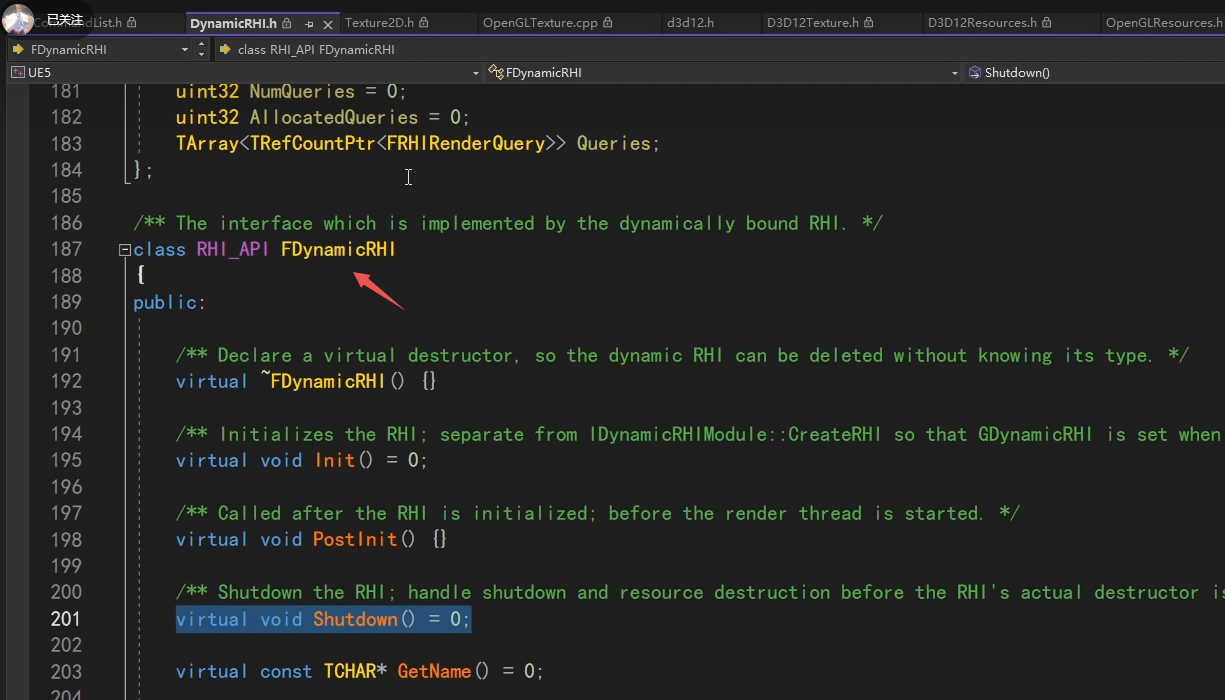 已关注
List.h
DynamicRHI.h
Texture2D.h
OpenGLTexture.cpp
d3d12.h
D3D12Texture.h
D3D12Resources.h
OpenGLResources.h
FDynamicRHI
class RHI_API FDynamicRHI
UE5
FDynamicRHI
Shutdown()
181 uint32 NumQueries = 0;
182 uint32 AllocatedQueries = 0;
183 TArray<TRefCountPtr<FRHIRenderQuery>> Queries;
184 };
185
186 /** The interface which is implemented by the dynamically bound RHI. */
187 class RHI_API FDynamicRHI
188 {
189 public:
190
191 /** Declare a virtual destructor, so the dynamic RHI can be deleted without knowing its type. */
192 virtual ~FDynamicRHI() {}
193
194 /** Initializes the RHI; separate from IDynamicRHIModule::CreateRHI so that GDynamicRHI is set when
195 virtual void Init() = 0;
196
197 /** Called after the RHI is initialized; before the render thread is started. */
198 virtual void PostInit() {}
199
200 /** Shutdown the RHI; handle shutdown and resource destruction before the RHI's actual destructor is
201 virtual void Shutdown() = 0;
202
203 virtual const TCHAR* GetName() = 0;
204